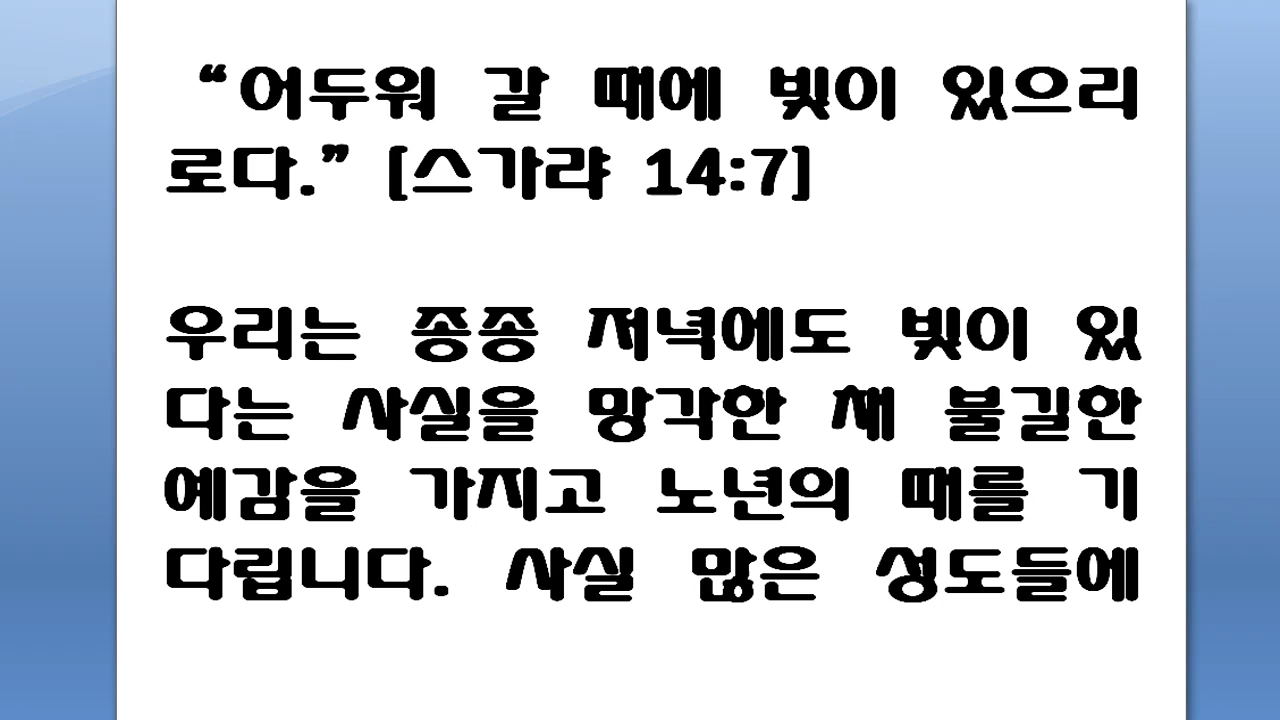 “어두워 갈 때에 빛이 있으리
로다.” [스가랴 14:7]
우리는 종종 저녁에도 빛이 있
다는 사실을 망각한 채 불길한
예감을 가지고 노년의 때를 기
다립니다. 사실 많은 성도들에